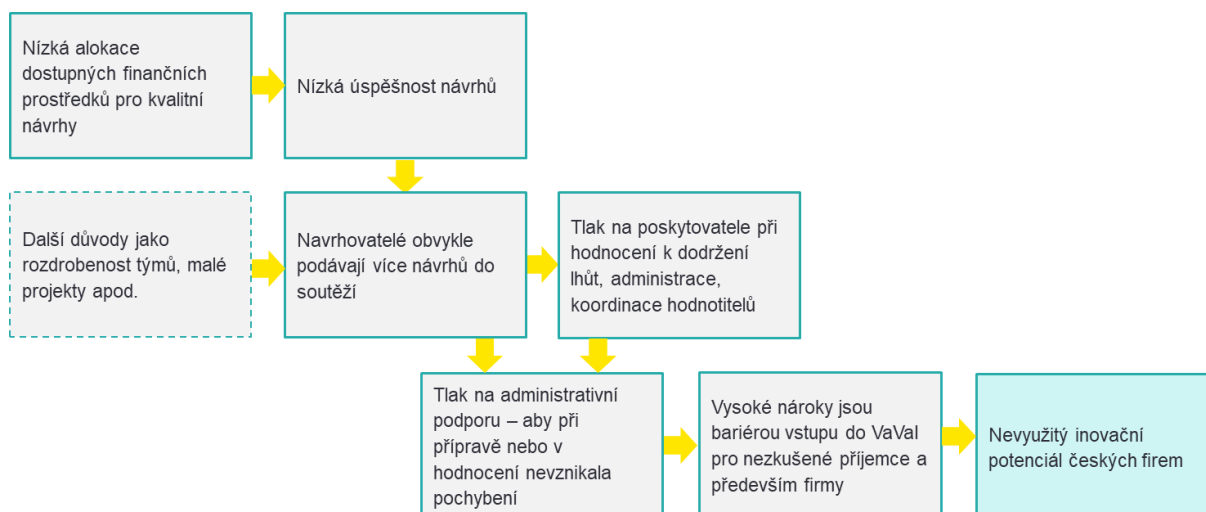 Nízká alokace
dostupných finančních
prostředků pro kvalitní
návrhy
Nízká úspěšnost návrhů
Další důvody jako
rozdrobenost týmů, malé
projekty apod.
Navrhovatelé obvykle
podávají více návrhů do
soutěží
Tlak na poskytovatele při
hodnocení k dodržení
lhůt, administrace,
koordinace hodnotitelů
Tlak na administrativní
podporu – aby při
přípravě nebo v
hodnocení nevznikala
pochybení
Vysoké nároky jsou
bariérou vstupu do VaVaI
pro nezkušené příjemce a
především firmy
Nevyužitý inovační
potenciál českých firem